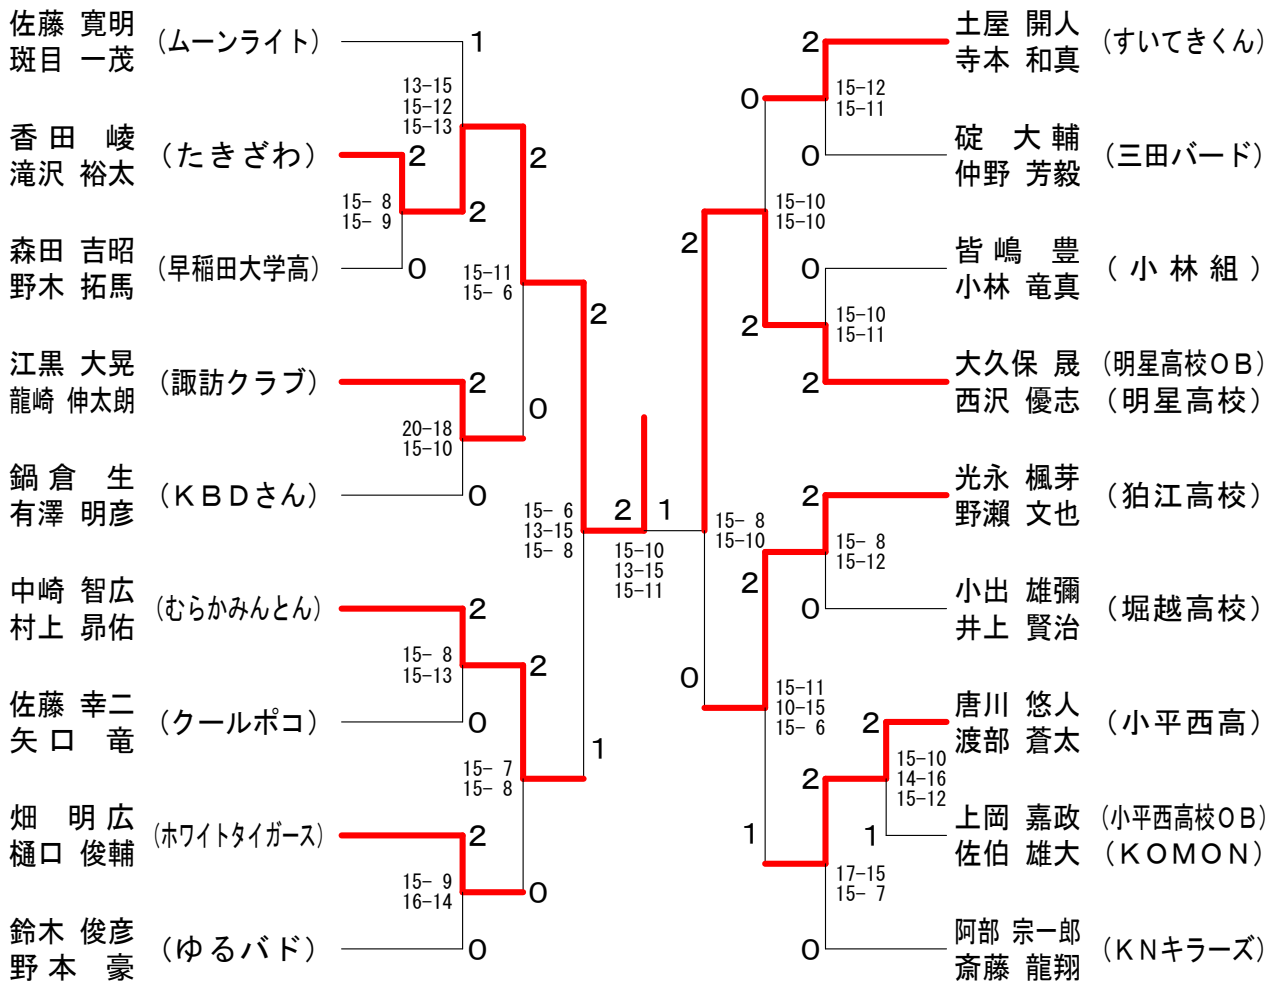 佐藤 寛明
斑目 一茂
(ムーンライト)
1
13-15
15-12
15-13
香田 崚
滝沢 裕太
(たきざわ)
2
2
15- 8
15- 9
2
森田 吉昭
野木 拓馬
(早稲田大学高)
0
15-11
15- 6
2
江黒 大晃
龍崎 伸太朗
(諏訪クラブ)
2
0
20-18
15-10
鍋倉 生
有澤 明彦
(KBDさん)
0
15- 6
13-15
15- 8
2
1
15-10
13-15
15-11
中崎 智広
村上 昴佑
(むらかみんとん)
2
15- 8
15-13
2
佐藤 幸二
矢口 竜
(クールポコ)
0
1
15- 7
15- 8
畑 明広
樋口 俊輔
(ホワイトタイガース)
2
15- 9
16-14
0
鈴木 俊彦
野本 豪
(ゆるバド)
0
2
土屋 開人
寺本 和真
(すいてきくん)
0
15-12
15-11
0
碇 大輔
仲野 芳毅
(三田バード)
15-10
15-10
2
0
皆嶋 豊
小林 竜真
(小林組)
2
15-10
15-11
2
大久保 晟
西沢 優志
(明星高校OB)
(明星高校)
2
光永 楓芽
野瀬 文也
(狛江高校)
15- 8
15-10
15- 8
15-12
2
0
小出 雄彌
井上 賢治
(堀越高校)
0
15-11
10-15
15- 6
2
唐川 悠人
渡部 蒼太
(小平西高)
15-10
14-16
15-12
2
1
1
上岡 嘉政
佐伯 雄大
(小平西高校OB)
(KOMON)
17-15
15- 7
0
阿部 宗一郎
斎藤 龍翔
(KNキラーズ)